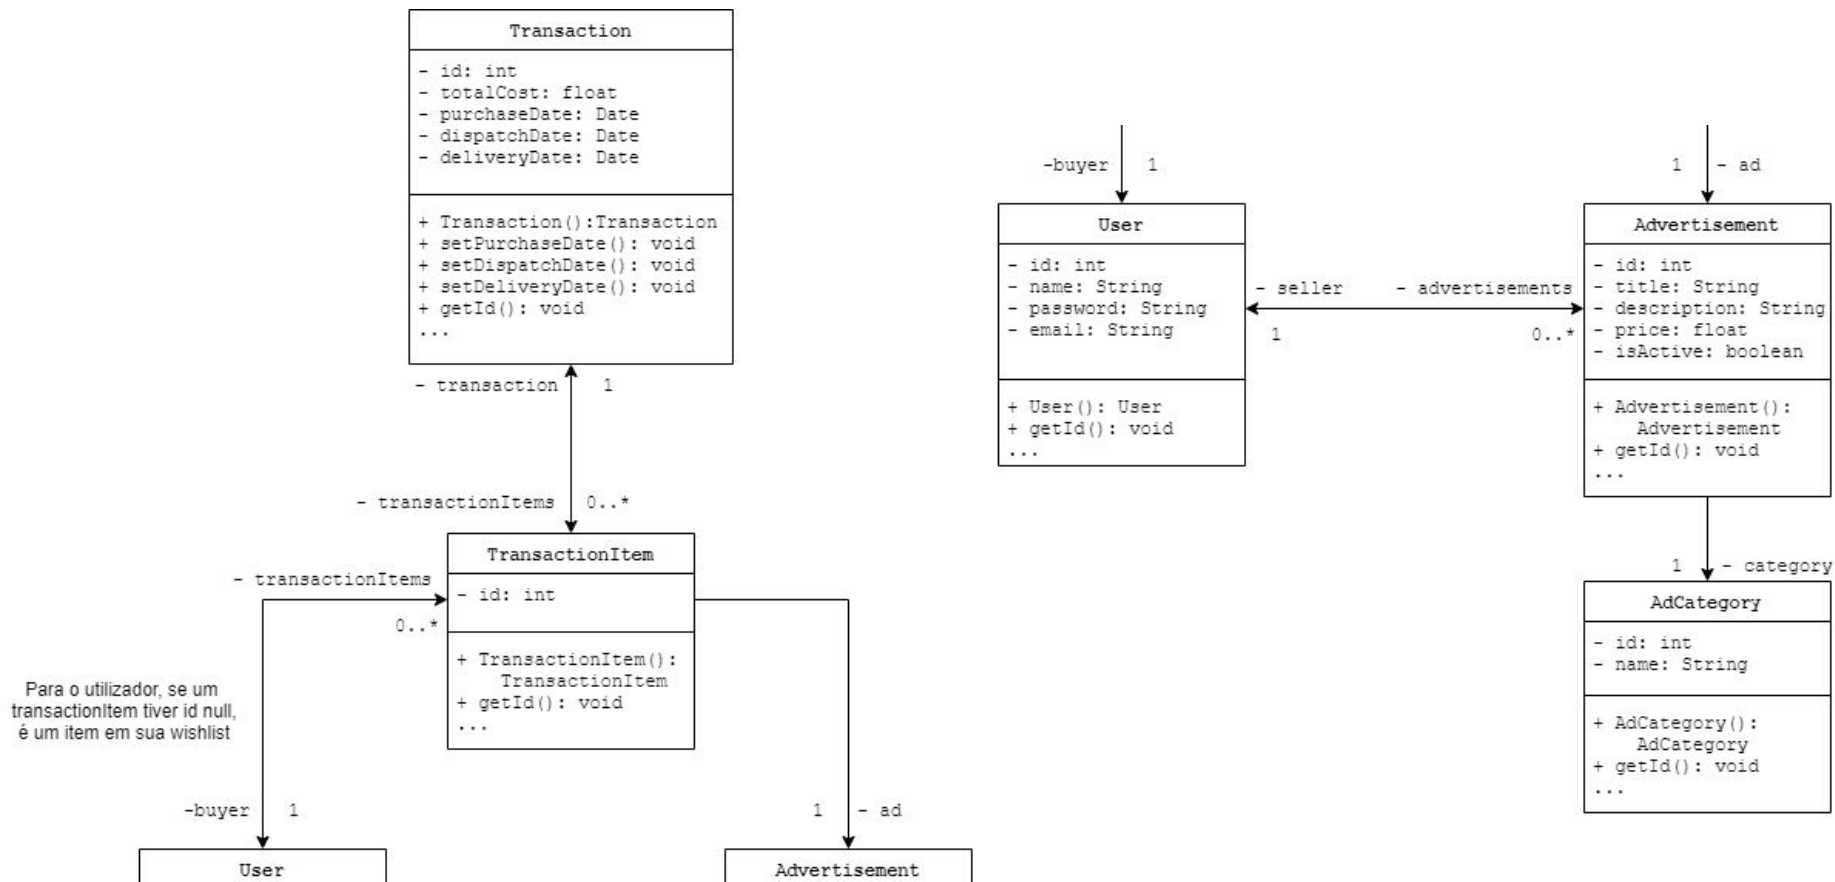 Transaction
- id: int
- totalCost: float
- purchaseDate: Date
- dispatchDate: Date
- deliveryDate: Date
+ Transaction():Transaction
+ setPurchaseDate(): void
+ setDispatchDate(): void
+ setDeliveryDate(): void
+ getId(): void
...
- transaction 1
- transactionItems 0..*
TransactionItem
- id: int
+ TransactionItem():
TransactionItem
+ getId(): void
...
- transactionItems
0..*
Para o utilizador, se um
transactionItem tiver id null,
é um item em sua wishlist
-buyer 1
User
1 - ad
Advertisement
-buyer 1
User
- id: int
- name: String
- password: String
- email: String
+ User(): User
+ getId(): void
...
- seller - advertisements
1 0..*
1 - ad
Advertisement
- id: int
- title: String
- description: String
- price: float
- isActive: boolean
+ Advertisement():
Advertisement
+ getId(): void
...
1 - category
AdCategory
- id: int
- name: String
+ AdCategory():
AdCategory
+ getId(): void
...